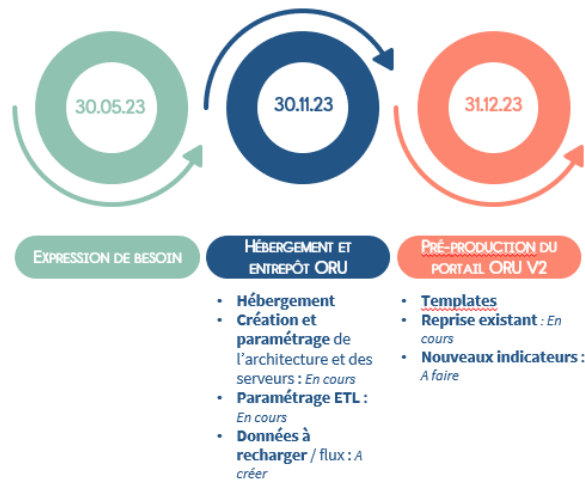 30.05.23
30.11.23
31.12.23
EXPRESSION DE BESOIN
HÉBERGEMENT ET
ENTREPÔT ORU
PRÉ-PRODUCTION DU
PORTAIL ORU V2
• Hébergement
• Création et
paramétrage de
l'architecture et des
serveurs : En cours
• Paramétrage ETL :
En cours
• Données à
recharger / flux : A
créer
• Templates
• Reprise existant : En
cours
• Nouveaux indicateurs :
A faire